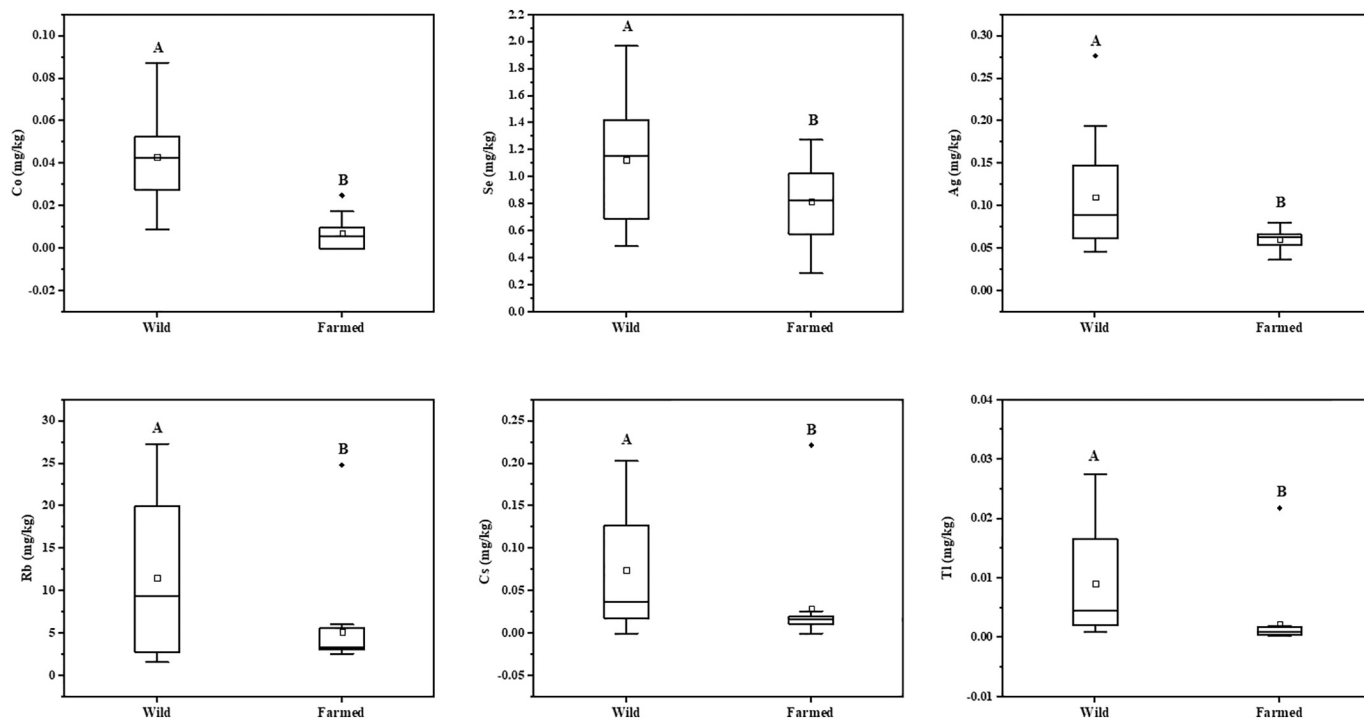 0.10
0.08
0.06
0.04
0.02
0.00
-0.02
Co (mg/kg)
A
B
Wild
Farmed
2.2
2.0
1.8
1.6
1.4
1.2
1.0
0.8
0.6
0.4
0.2
0.0
Se (mg/kg)
A
B
Wild
Farmed
0.30
0.25
0.20
0.15
0.10
0.05
0.00
Ag (mg/kg)
A
B
Wild
Farmed
30
25
20
15
10
5
0
Rb (mg/kg)
A
B
Wild
Farmed
0.25
0.20
0.15
0.10
0.05
0.00
-0.05
Cs (mg/kg)
A
B
Wild
Farmed
0.04
0.03
0.02
0.01
0.00
-0.01
Tl (mg/kg)
A
B
Wild
Farmed